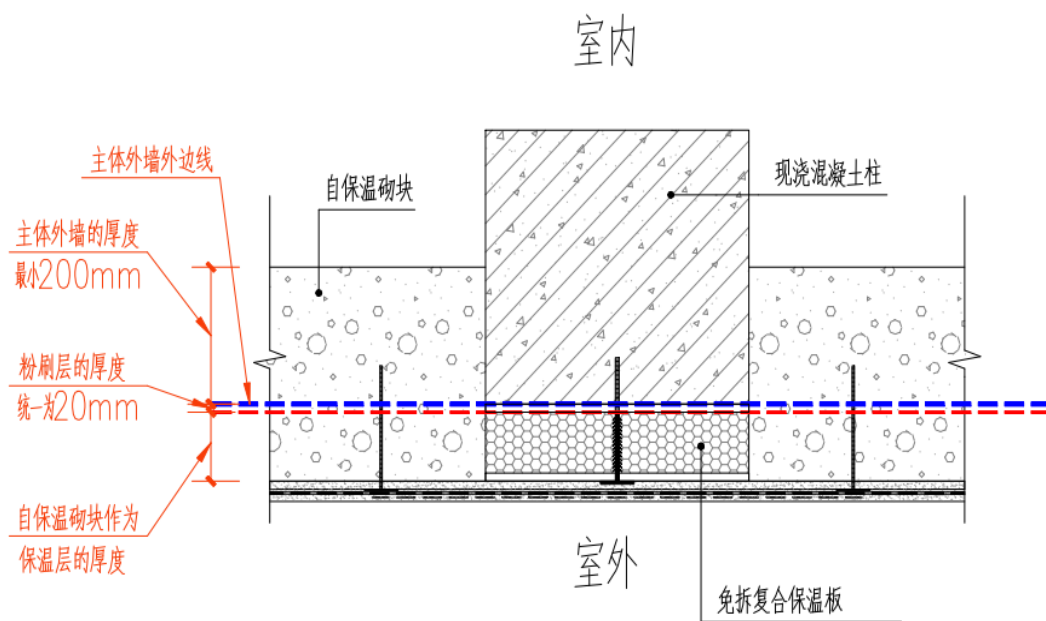 室内
主体外墙外边线
自保温砌块
现浇混凝土柱
主体外墙的厚度
最小200mm
粉刷层的厚度
统一为20mm
自保温砌块作为
保温层的厚度
室外
免拆复合保温板